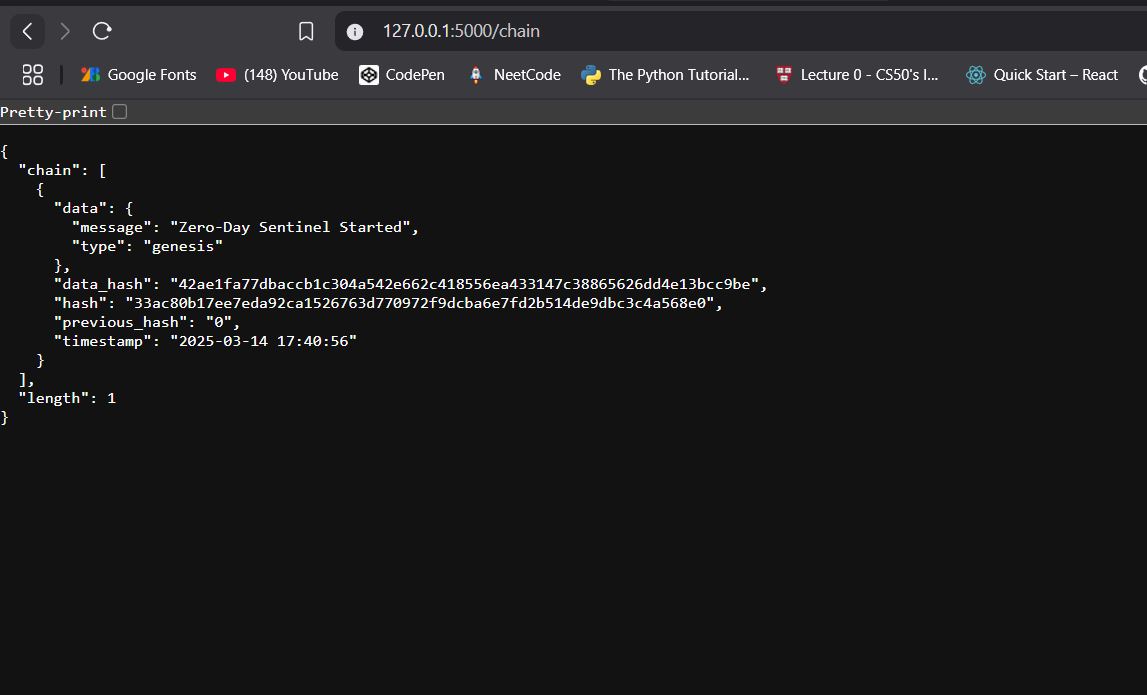 127.0.0.1:5000/chain
Google Fonts (148) YouTube CodePen NeetCode The Python Tutorial... Lecture 0 - CS50's I... Quick Start – React
Pretty-print
{
  "chain": [
    {
      "data": {
        "message": "Zero-Day Sentinel Started",
        "type": "genesis"
      },
      "data_hash": "42ae1fa77dbaccb1c304a542e662c418556ea433147c38865626dd4e13bcc9be",
      "hash": "33ac80b17ee7eda92ca1526763d770972f9dcba6e7fd2b514de9dbc3c4a568e0",
      "previous_hash": "0",
      "timestamp": "2025-03-14 17:40:56"
    }
  ],
  "length": 1
}